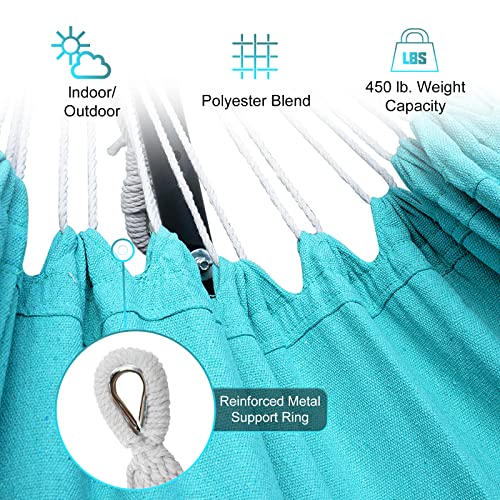 Indoor/
Outdoor
Polyester Blend
LBS
450 lb. Weight
Capacity
Reinforced Metal
Support Ring